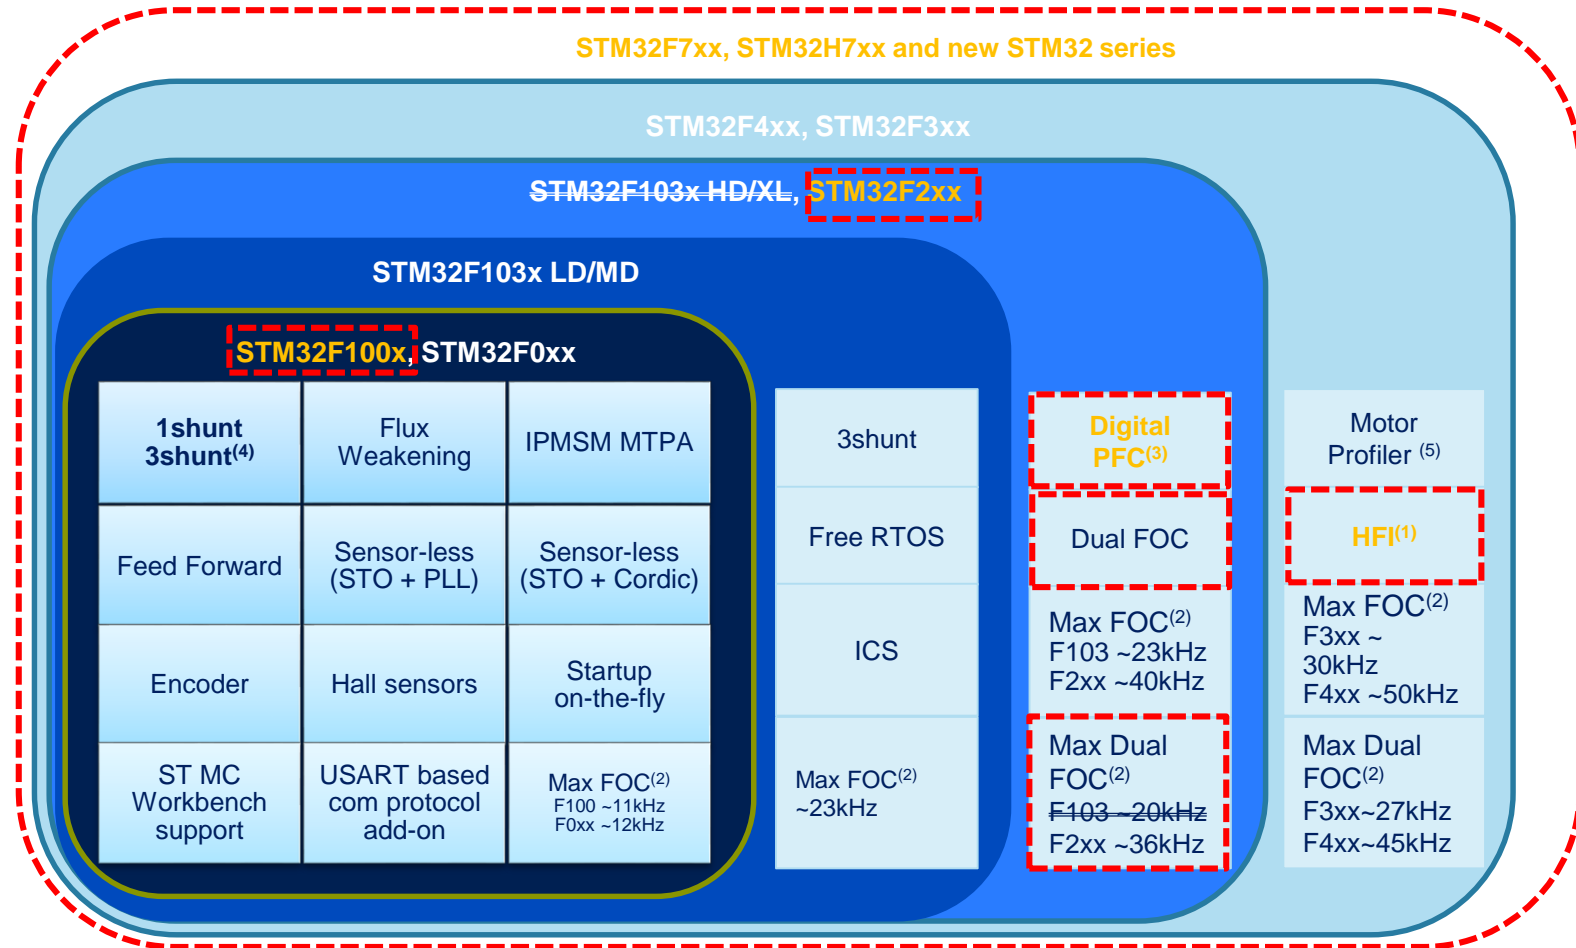 STM32F7xx, STM32H7xx and new STM32 series
STM32F4xx, STM32F3xx
STM32F103x HD/XL, STM32F2xx
STM32F103x LD/MD
STM32F100x, STM32F0xx
1shunt
3shunt(4)
Flux
Weakening
IPMSM MTPA
Feed Forward
Sensor-less
(STO + PLL)
Sensor-less
(STO + Cordic)
Encoder
Hall sensors
Startup
on-the-fly
ST MC
Workbench
support
USART based
com protocol
add-on
Max FOC(2)
F100 ~11kHz
F0xx ~12kHz
3shunt
Free RTOS
ICS
Max FOC(2)
~23kHz
Digital
PFC(3)
Dual FOC
Max FOC(2)
F103 ~23kHz
F2xx ~40kHz
Max Dual
FOC(2)
F103 ~20kHz
F2xx ~36kHz
Motor
Profiler (5)
HFI(1)
Max FOC(2)
F3xx ~
30kHz
F4xx ~50kHz
Max Dual
FOC(2)
F3xx~27kHz
F4xx~45kHz